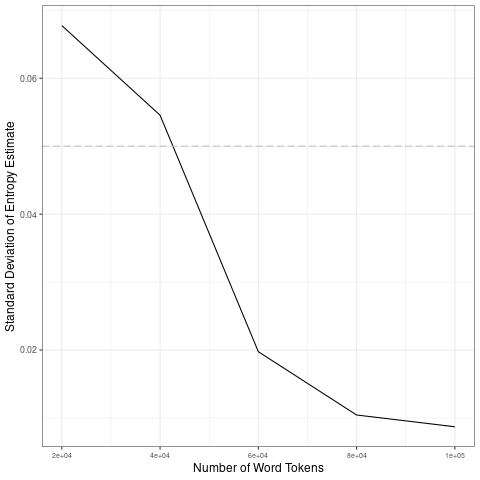 Standard Deviation of Entropy Estimate
0.06
0.04
0.02
2e+04 4e+04 6e+04 8e+04 1e+05
Number of Word Tokens